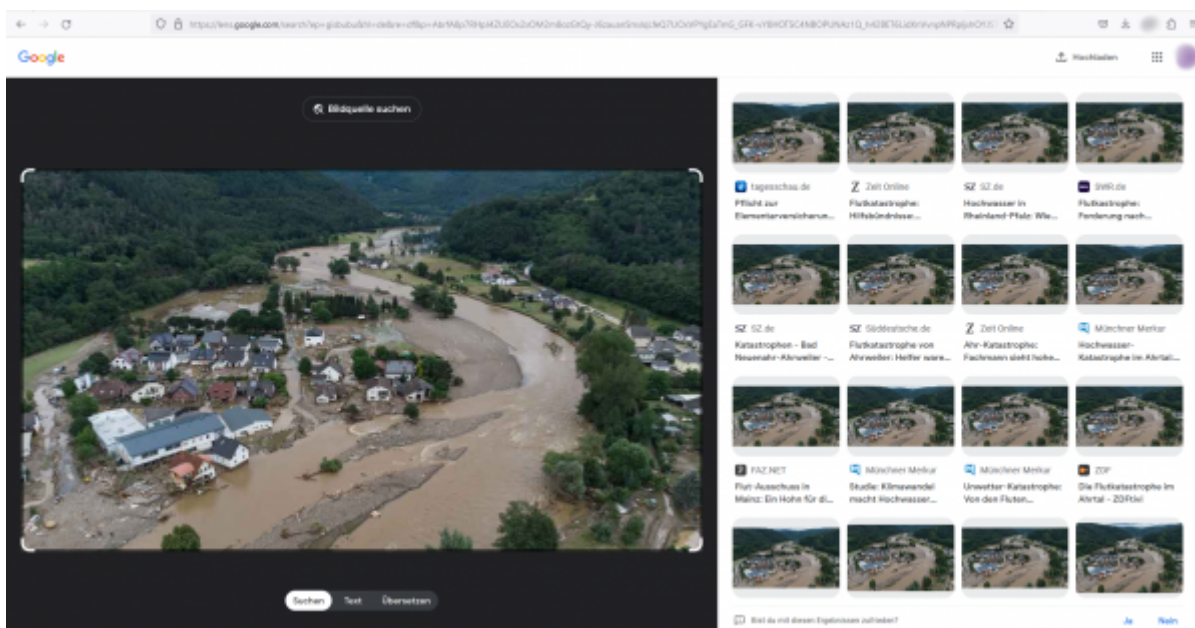 Google
Hochladen
Bildquelle suchen
tagesschau.de
Pflicht zur
Elementarversicherun...
Zeit Online
Flutkatastrophe:
Hilfsbündnisse...
SZ SZ.de
Hochwasser in
Rheinland-Pfalz: Wie...
SWR.de
Flutkatastrophe:
Forderung nach...
SZ SZ.de
Katastrophen - Bad
Neuenahr-Ahrweiler -...
SZ Süddeutsche.de
Flutkatastrophe von
Ahrweiler: Helfer ware...
Zeit Online
Ahr-Katastrophe:
Fachmann sieht hohe...
Münchner Merkur
Hochwasser-
Katastrophe im Ahrtal:...
FAZ.NET
Flut-Ausschuss in
Mainz: Ein Hohn für di...
Münchner Merkur
Studie: Klimawandel
macht Hochwasser...
Münchner Merkur
Unwetter-Katastrophe:
Von den Fluten...
ZDF
Die Flutkatastrophe im
Ahrtal - ZDFtivi
Suchen Text Übersetzen
Bist du mit diesen Ergebnissen zufrieden? Ja Nein